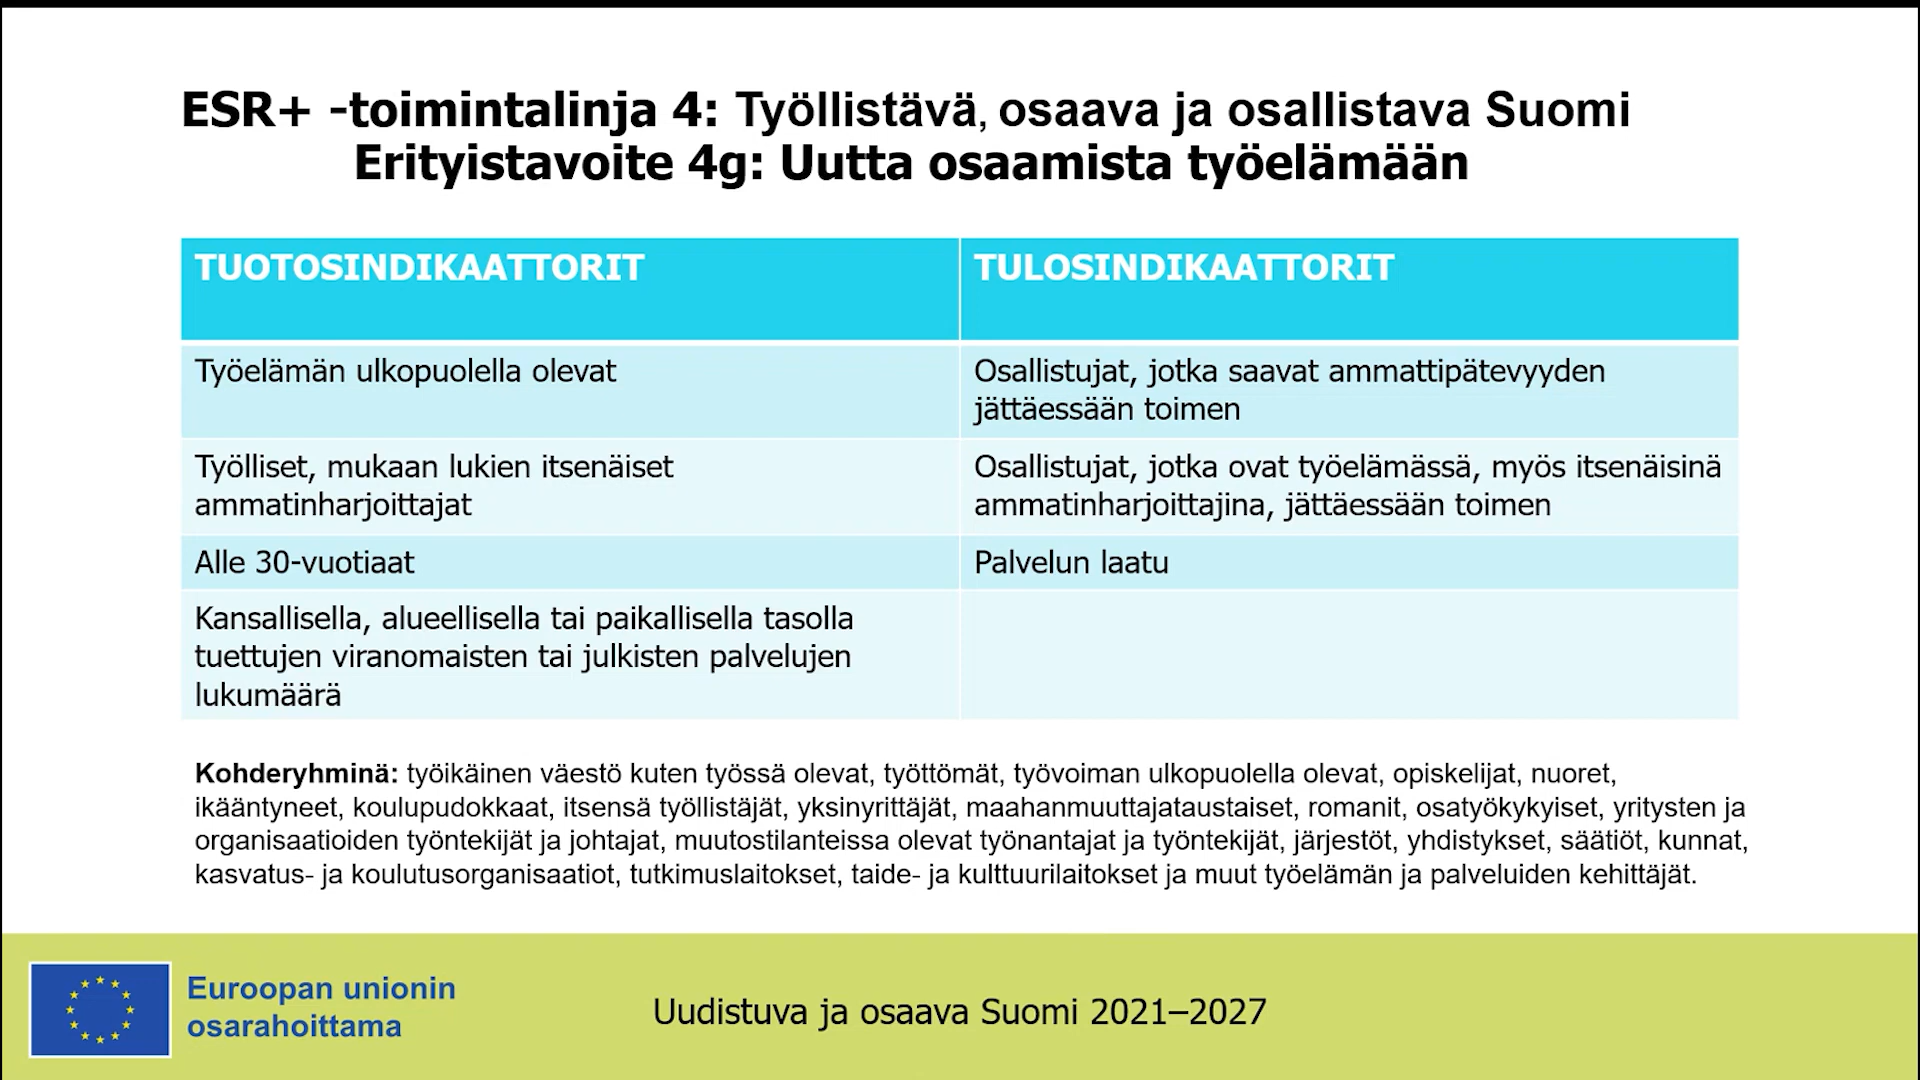 ESR+ -toimintalinja 4: Työllistävä, osaava ja osallistava Suomi
Erityistavoite 4g: Uutta osaamista työelämään
TUOTOSINDIKAATTORIT
TULOSINDIKAATTORIT
Työelämän ulkopuolella olevat
Osallistujat, jotka saavat ammattipätevyyden
jättäessään toimen
Työlliset, mukaan lukien itsenäiset
ammatinharjoittajat
Osallistujat, jotka ovat työelämässä, myös itsenäisinä
ammatinharjoittajina, jättäessään toimen
Alle 30-vuotiaat
Palvelun laatu
Kansallisella, alueellisella tai paikallisella tasolla
tuettujen viranomaisten tai julkisten palvelujen
lukumäärä
Kohderyhminä: työikäinen väestö kuten työssä olevat, työttömät, työvoiman ulkopuolella olevat, opiskelijat, nuoret,
ikääntyneet, koulupudokkaat, itsensä työllistäjät, yksinyrittäjät, maahanmuuttajataustaiset, romanit, osatyökykyiset, yritysten ja
organisaatioiden työntekijät ja johtajat, muutostilanteissa olevat työnantajat ja työntekijät, järjestöt, yhdistykset, säätiöt, kunnat,
kasvatus- ja koulutusorganisaatiot, tutkimuslaitokset, taide- ja kulttuurilaitokset ja muut työelämän ja palveluiden kehittäjät.
Euroopan unionin
osarahoittama
Uudistuva ja osaava Suomi 2021–2027